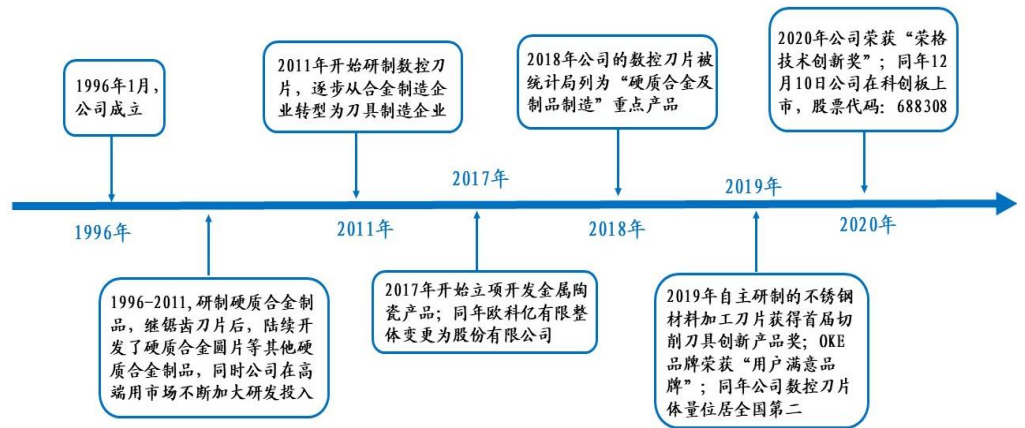 1996年1月,
公司成立
2011年开始研制数控刀
片，逐步从合金制造企
业转型为刀具制造企业
2018年公司的数控刀片被
统计局列为“硬质合金及
制品制造”重点产品
2020年公司荣获“荣格
技术创新奖”；同年12
月10日公司在科创板上
市，股票代码：688308
2017年
2019年
1996年
2011年
2018年
2020年
1996-2011,研制硬质合金制
品，继锯齿刀片后，陆续开
发了硬质合金圆片等其他硬
质合金制品，同时公司在高
端用市场不断加大研发投入
2017年开始立项开发金属陶
瓷产品；同年欧科亿有限整
体变更为股份有限公司
2019年自主研制的不锈钢
材料加工刀片获得首届切
削刀具创新产品奖；OKE
品牌荣获“用户满意品
牌”；同年公司数控刀片
体量位居全国第二